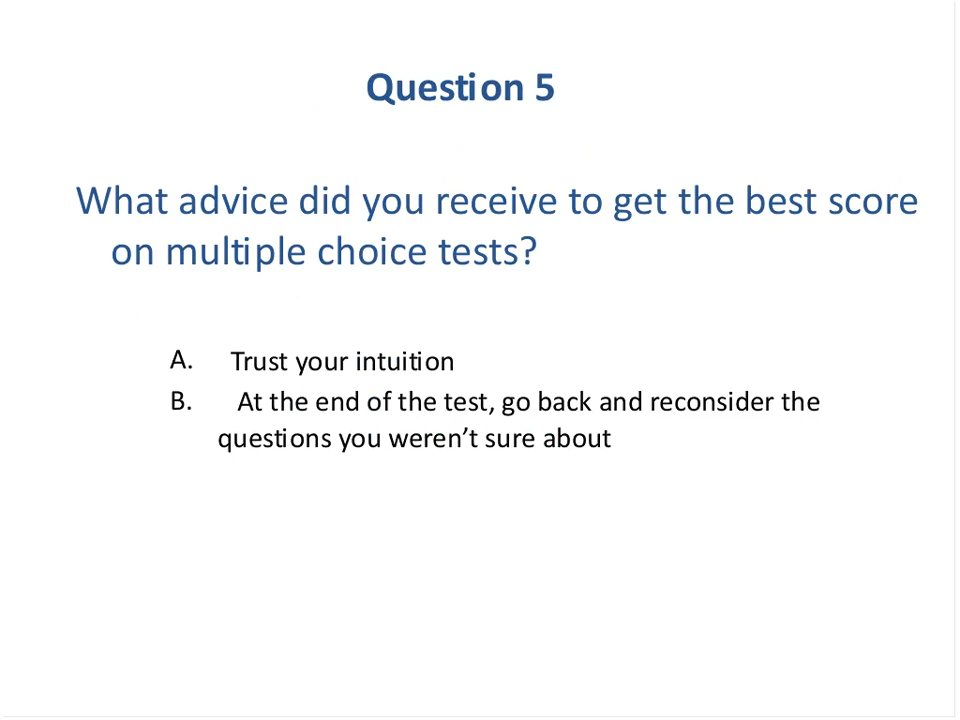 Question 5
What advice did you receive to get the best score
on multiple choice tests?
A. Trust your intuition
B. At the end of the test, go back and reconsider the
questions you weren’t sure about